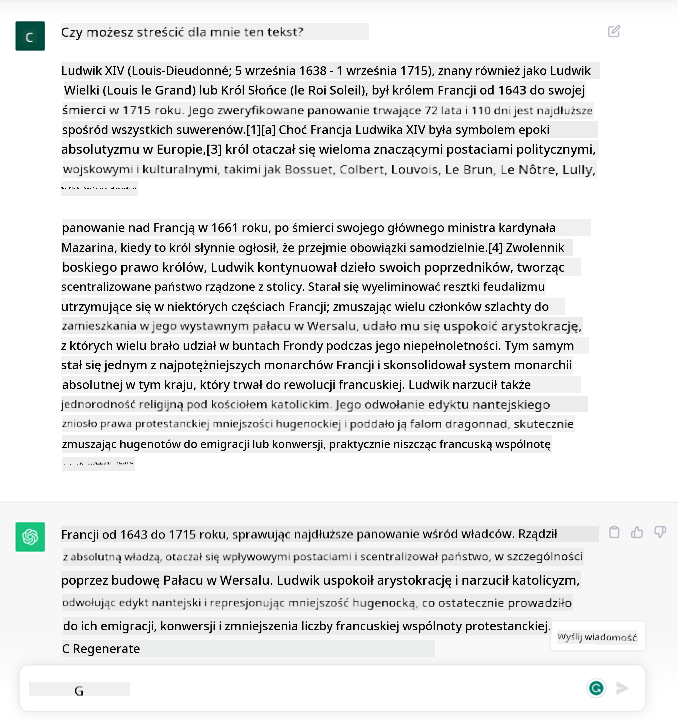 C
Czy możesz streścić dla mnie ten tekst?
Ludwik XIV (Louis-Dieudonné; 5 września 1638 - 1 września 1715), znany również jako Ludwik
Wielki (Louis le Grand) lub Król Słońce (le Roi Soleil), był królem Francji od 1643 do swojej
śmierci w 1715 roku. Jego zweryfikowane panowanie trwające 72 lata i 110 dni jest najdłuższe
spośród wszystkich suwerenów.[1][a] Choć Francja Ludwika XIV była symbolem epoki
absolutyzmu w Europie,[3] król otaczał się wieloma znaczącymi postaciami politycznymi,
wojskowymi i kulturalnymi, takimi jak Bossuet, Colbert, Louvois, Le Brun, Le Nôtre, Lully,
panowanie nad Francją w 1661 roku, po śmierci swojego głównego ministra kardynała
Mazarina, kiedy to król słynnie ogłosił, że przejmie obowiązki samodzielnie.[4] Zwolennik
boskiego prawo królów, Ludwik kontynuował dzieło swoich poprzedników, tworząc
scentralizowane państwo rządzone z stolicy. Starał się wyeliminować resztki feudalizmu
utrzymujące się w niektórych częściach Francji; zmuszając wielu członków szlachty do
zamieszkania w jego wystawnym pałacu w Wersalu, udało mu się uspokoić arystokrację,
z których wielu brało udział w buntach Frondy podczas jego niepełnoletności. Tym samym
stał się jednym z najpotężniejszych monarchów Francji i skonsolidował system monarchii
absolutnej w tym kraju, który trwał do rewolucji francuskiej. Ludwik narzucił także
jednorodność religijną pod kościołem katolickim. Jego odwołanie edyktu nantejskiego
zniosło prawa protestanckiej mniejszości hugenockiej i poddało ją falom dragonnad, skutecznie
zmuszając hugenotów do emigracji lub konwersji, praktycznie niszcząc francuską wspólnotę
Francji od 1643 do 1715 roku, sprawując najdłuższe panowanie wśród władców. Rządził
z absolutną władzą, otaczał się wpływowymi postaciami i scentralizował państwo, w szczególności
poprzez budowę Pałacu w Wersalu. Ludwik uspokoił arystokrację i narzucił katolicyzm,
odwołując edykt nantejski i represjonując mniejszość hugenocką, co ostatecznie prowadziło
do ich emigracji, konwersji i zmniejszenia liczby francuskiej wspólnoty protestanckiej.
Wyślij wiadomość
C Regenerate
G